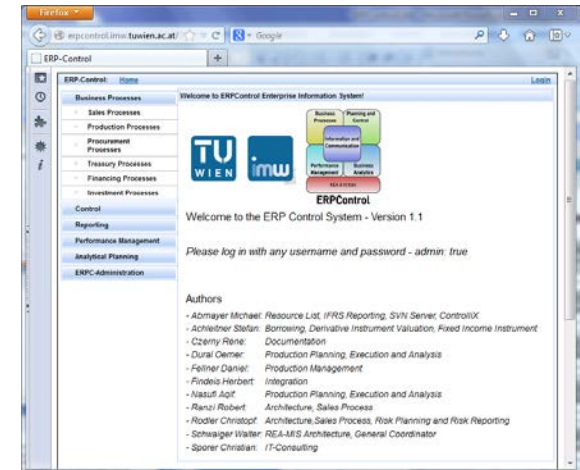 Firefox
erpcontrol.imw.tuwien.ac.at/
Google
ERP-Control
ERP-Control: Home
Login
Business Processes
Sales Processes
Production Processes
Procurement
Processes
Treasury Processes
Financing Processes
Investment Processes
Control
Reporting
Performance Management
Analytical Planning
ERPC-Administration
Welcome to ERPControl Enterprise Information System!
TU
WIEN
imw
Business
Processes
Planning and
Control
Information and
Communication
Performance
Management
Business
Analytics
ERPControl
Welcome to the ERP Control System - Version 1.1
Please log in with any username and password - admin: true
Authors
- Abmayer Michael: Resource List, IFRS Reporting, SVN Server, ControlliX
- Achleitner Stefan: Borrowing, Derivative Instrument Valuation, Fixed Income Instrument
- Czerny Rene: Documentation
- Dural Oemer: Production Planning, Execution and Analysis
- Fellner Daniel: Production Management
- Findeis Herbert: Integration
- Nasufi Agif: Production Planning, Execution and Analysis
- Ranzi Robert: Architecture, Sales Process
- Rodler Christopf: Architecture,Sales Process, Risk Planning and Risk Reporting
- Schwaiger Walter: REA-MIS Architecture, General Coordinator
- Sporer Christian: IT-Consulting